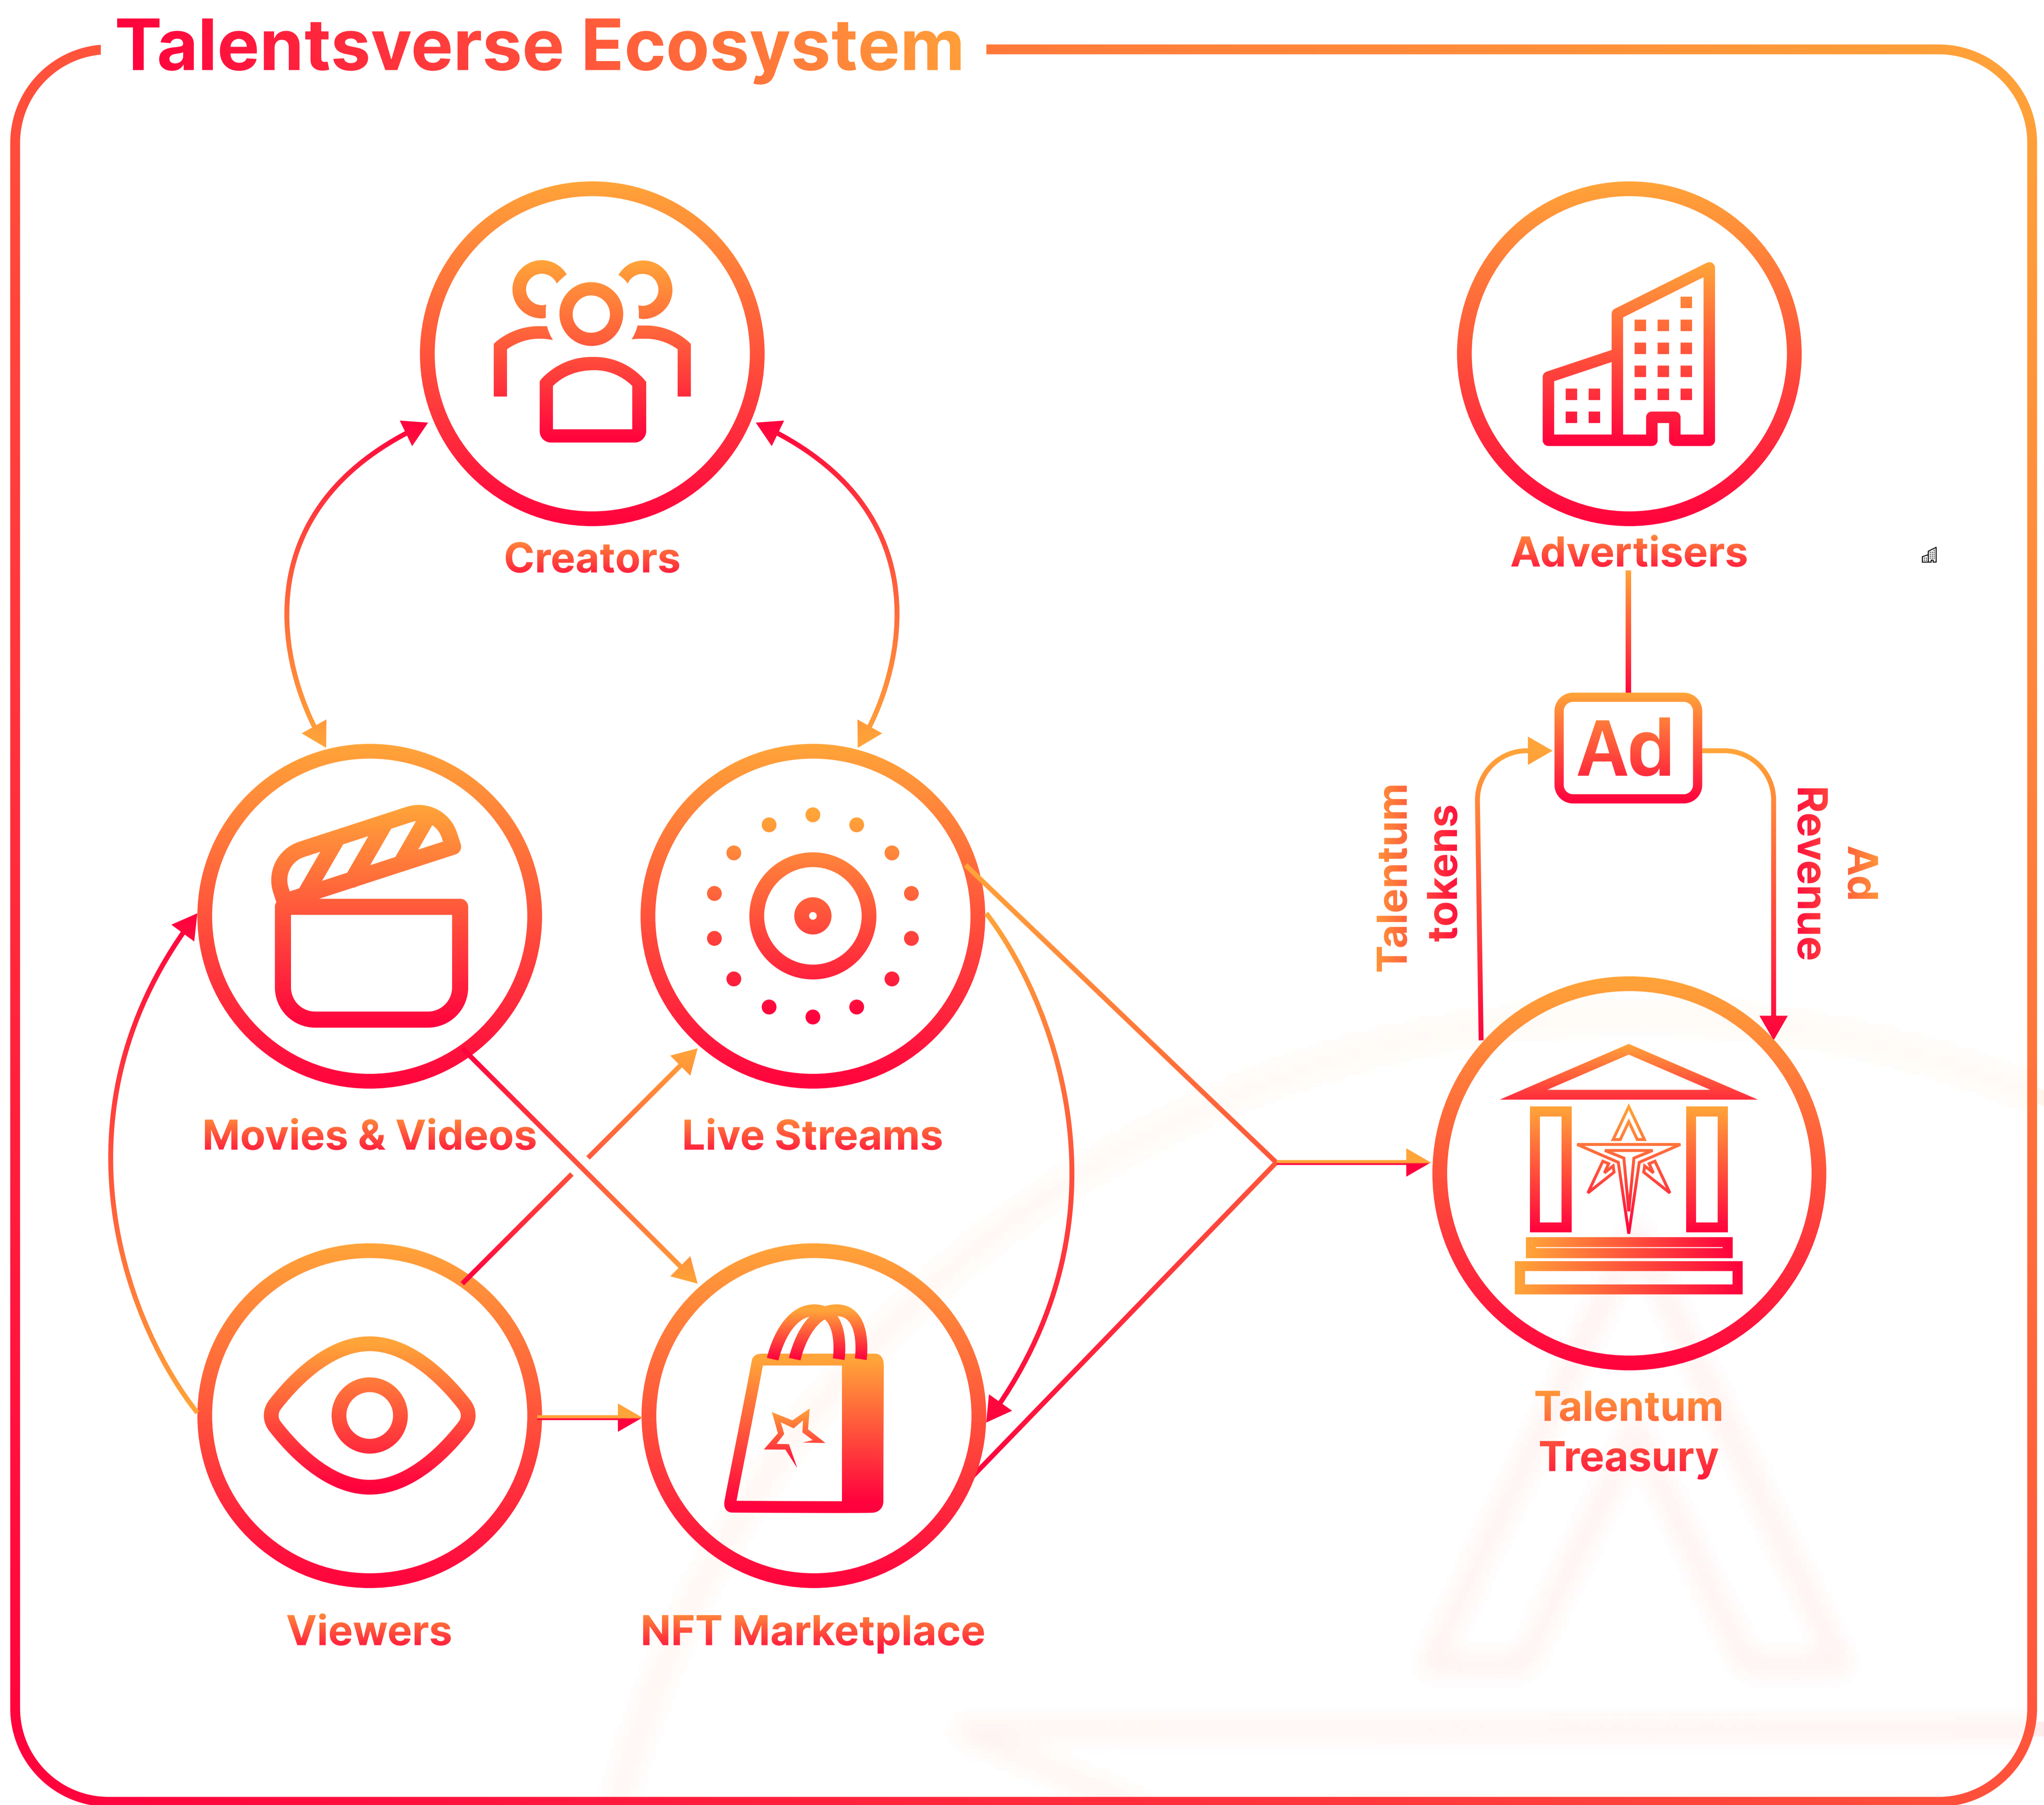 Talentsverse Ecosystem
Creators
Advertisers
Ad
Talentum
tokens
Ad
Revenue
Movies & Videos
Live Streams
Talentum
Treasury
Viewers
NFT Marketplace